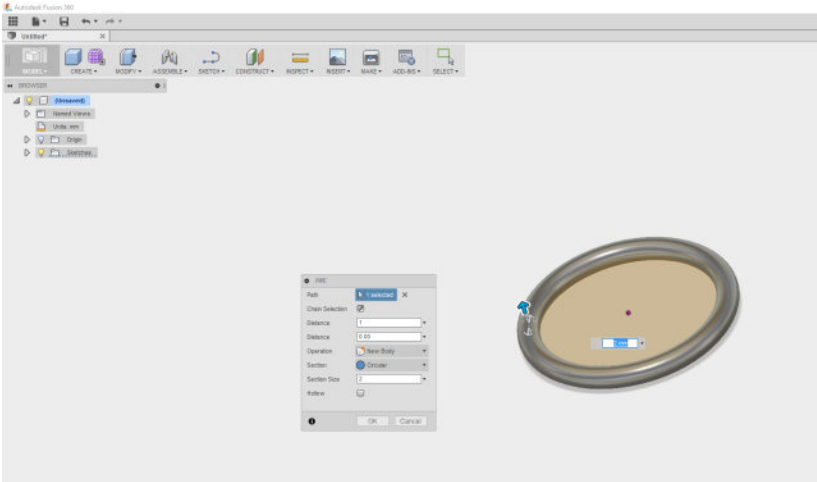 Autodesk Fusion 360
Untitled*
MODEL CREATE MODIFY ASSEMBLE SKETCH CONSTRUCT INSPECT INSERT MAKE ADD-INS SELECT
BROWSER
(Unsaved)
Named Views
Units: mm
Origin
Sketches
PIPE
Path 1 selected
Chain Selection
Distance 1
Distance 0.00
Operation New Body
Section Circular
Section Size 2
Hollow
OK Cancel
2 mm